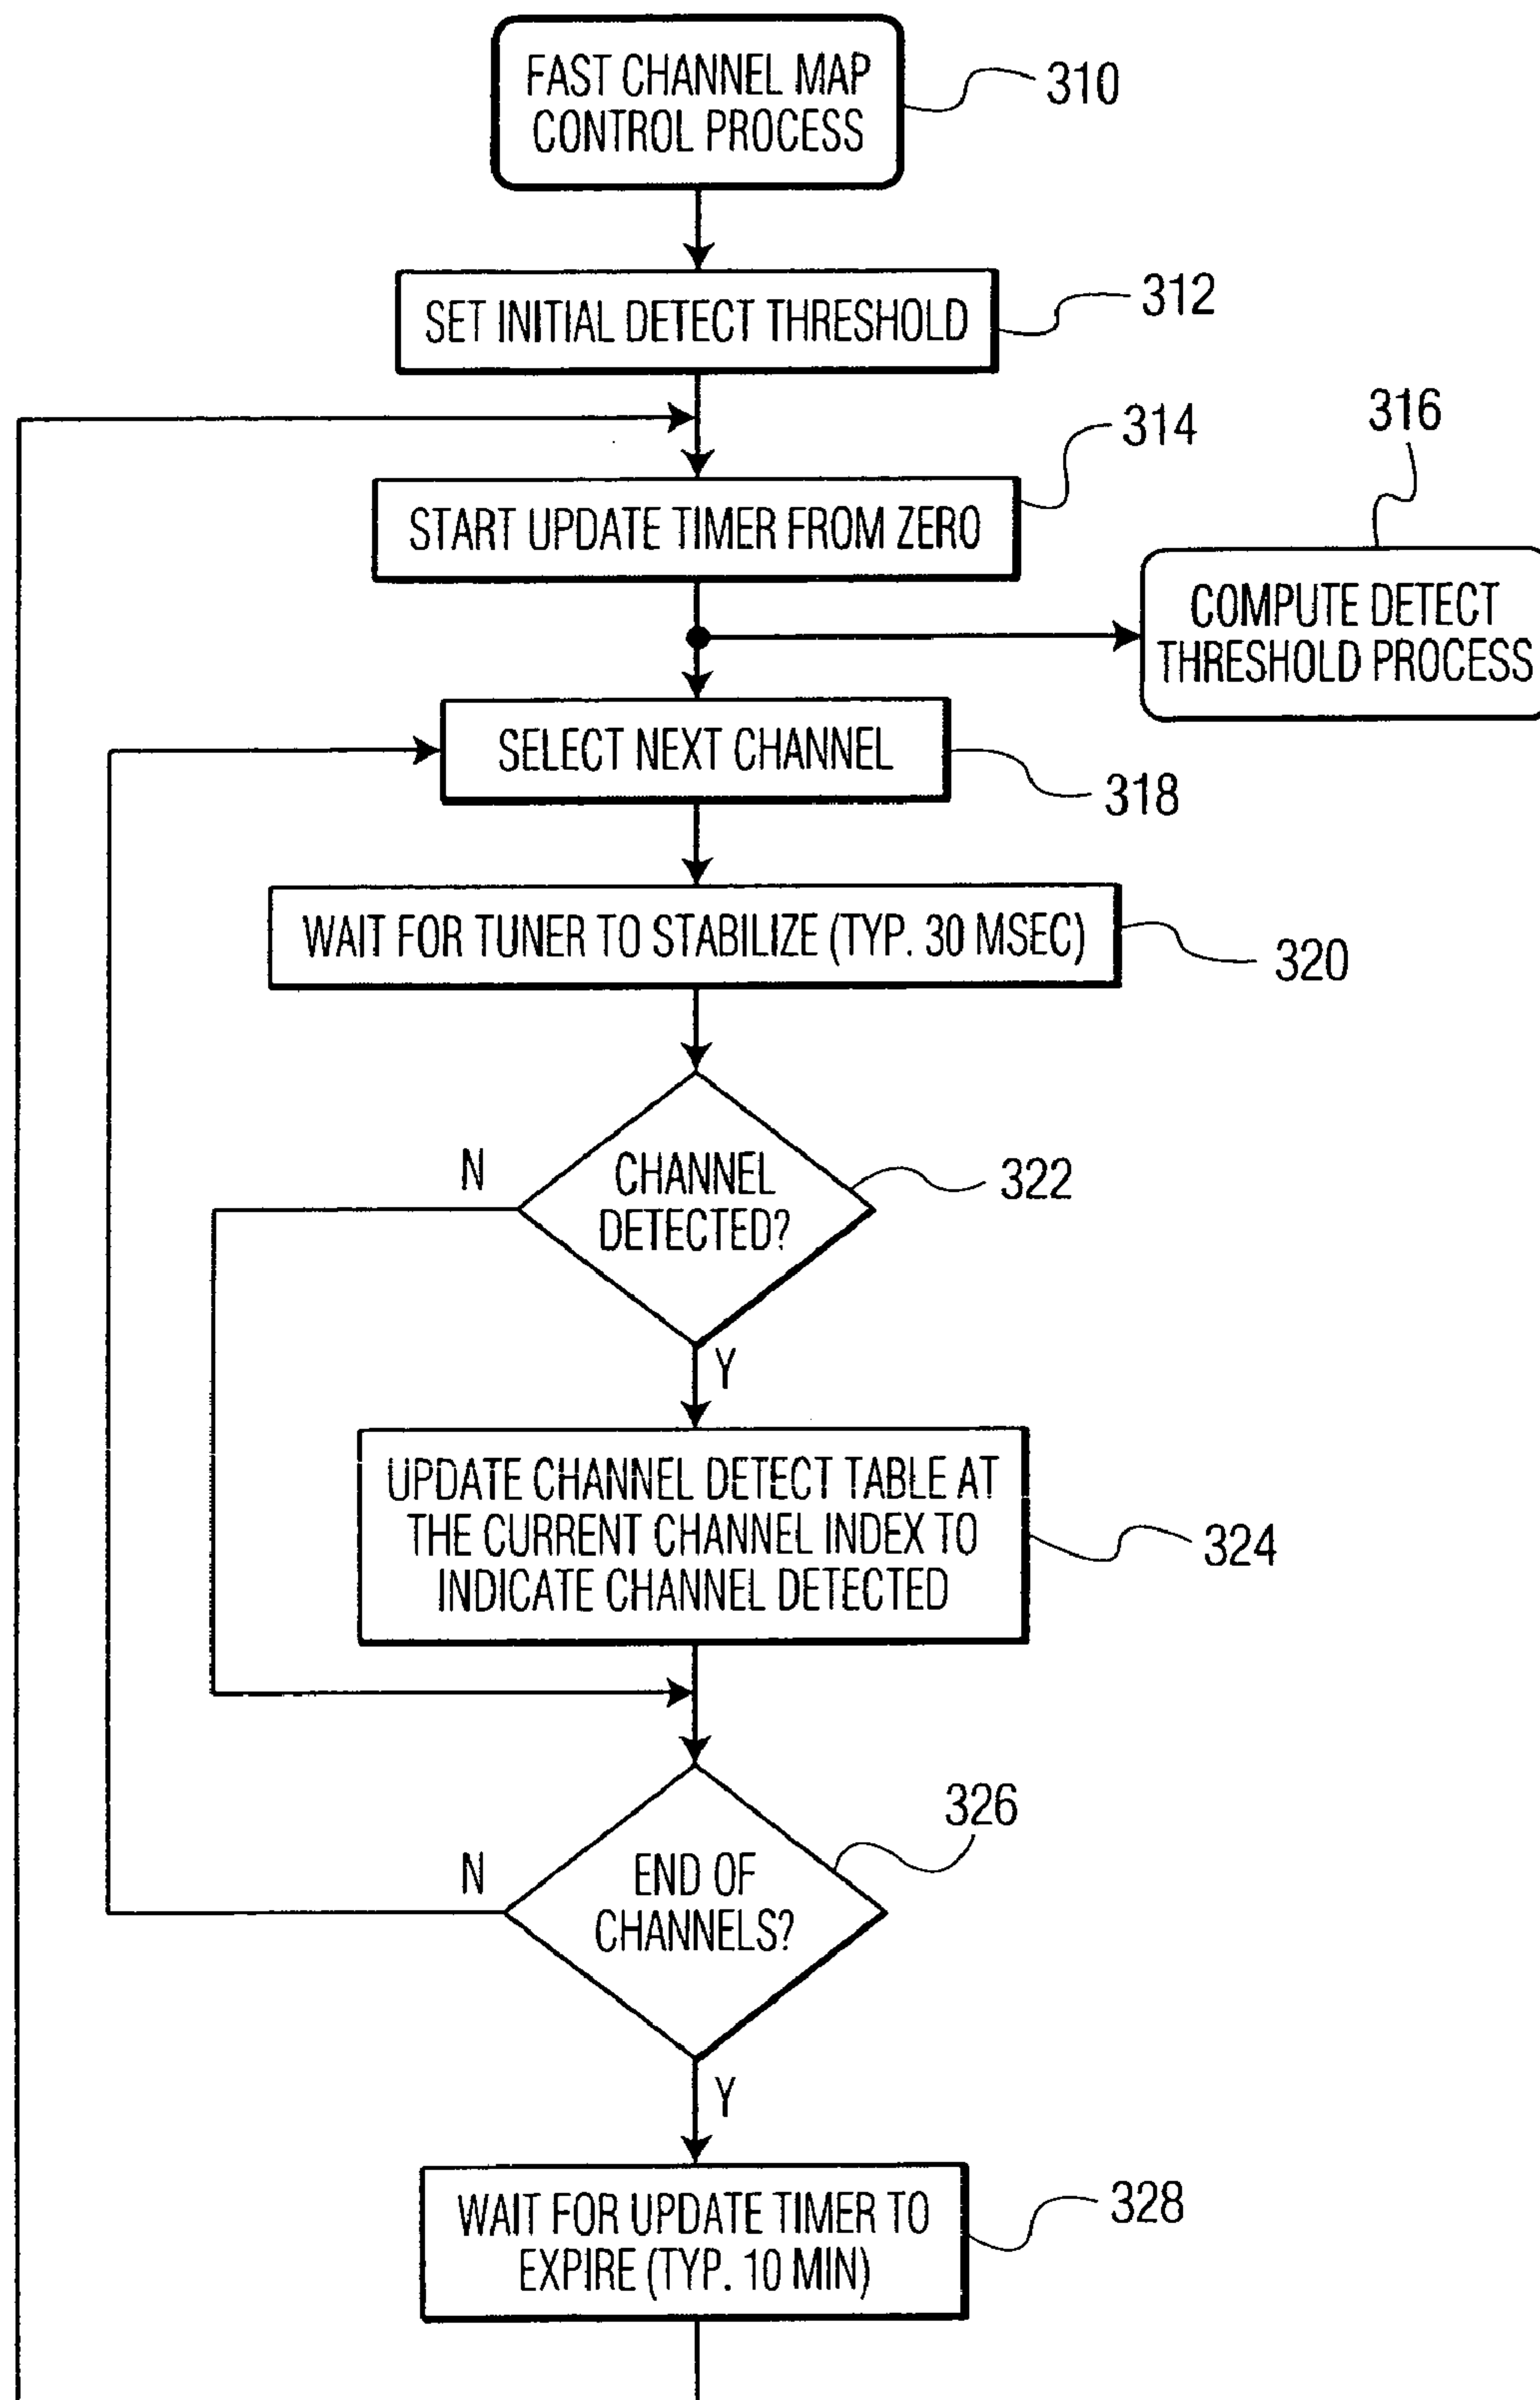 FAST CHANNEL MAP
CONTROL PROCESS
310
SET INITIAL DETECT THRESHOLD
312
START UPDATE TIMER FROM ZERO
314
316
COMPUTE DETECT
THRESHOLD PROCESS
SELECT NEXT CHANNEL
318
WAIT FOR TUNER TO STABILIZE (TYP. 30 MSEC)
320
CHANNEL
DETECTED?
322
N
Y
UPDATE CHANNEL DETECT TABLE AT
THE CURRENT CHANNEL INDEX TO
INDICATE CHANNEL DETECTED
324
END OF
CHANNELS?
326
N
Y
WAIT FOR UPDATE TIMER TO
EXPIRE (TYP. 10 MIN)
328